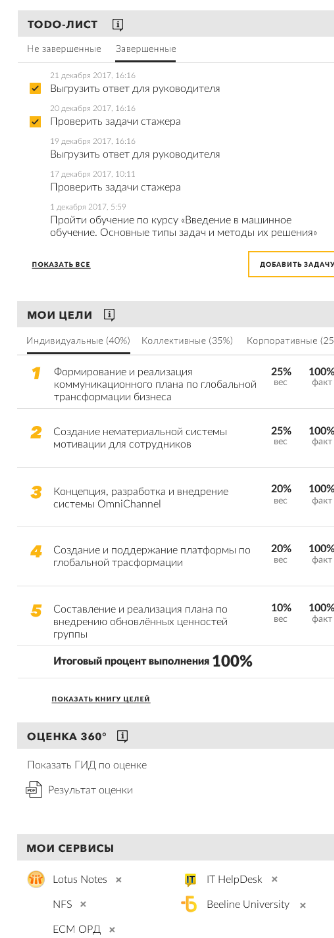 TODO-ЛИСТ
Не завершенные Завершенные
21 декабря 2017, 16:16
Выгрузить ответ для руководителя
20 декабря 2017, 16:16
Проверить задачи стажера
19 декабря 2017, 16:16
Выгрузить ответ для руководителя
17 декабря 2017, 10;11
Проверить задачи стажера
1 декабря 2017, 5:59
Пройти обучение по курсу «Введение в машинное
обучение. Основные типы задач и методы их решения»
ПОКАЗАТЬ ВСЕ ДОБАВИТЬ ЗАДАЧУ
МОИ ЦЕЛИ
Индивидуальные (40%) Коллективные (35%) Корпоративные (25
1 Формирование и реализация 25% 100%
коммуникационного плана по глобальной вес факт
трансформации бизнеса
2 Создание нематериальной системы 25% 100%
мотивации для сотрудников вес факт
3 Концепция, разработка и внедрение 20% 100%
системы OmniChannel вес факт
4 Создание и поддержание платформы по 20% 100%
глобальной трасформации вес факт
5 Составление и реализация плана по 10% 100%
внедрению обновлённых ценностей вес факт
группы
Итоговый процент выполнения 100%
ПОКАЗАТЬ КНИГУ ЦЕЛЕЙ
ОЦЕНКА 360°
Показать ГИД по оценке
PDF Результат оценки
МОИ СЕРВИСЫ
Lotus Notes × IT IT HelpDesk ×
NFS × Beeline University ×
ЕСМ ОРД ×